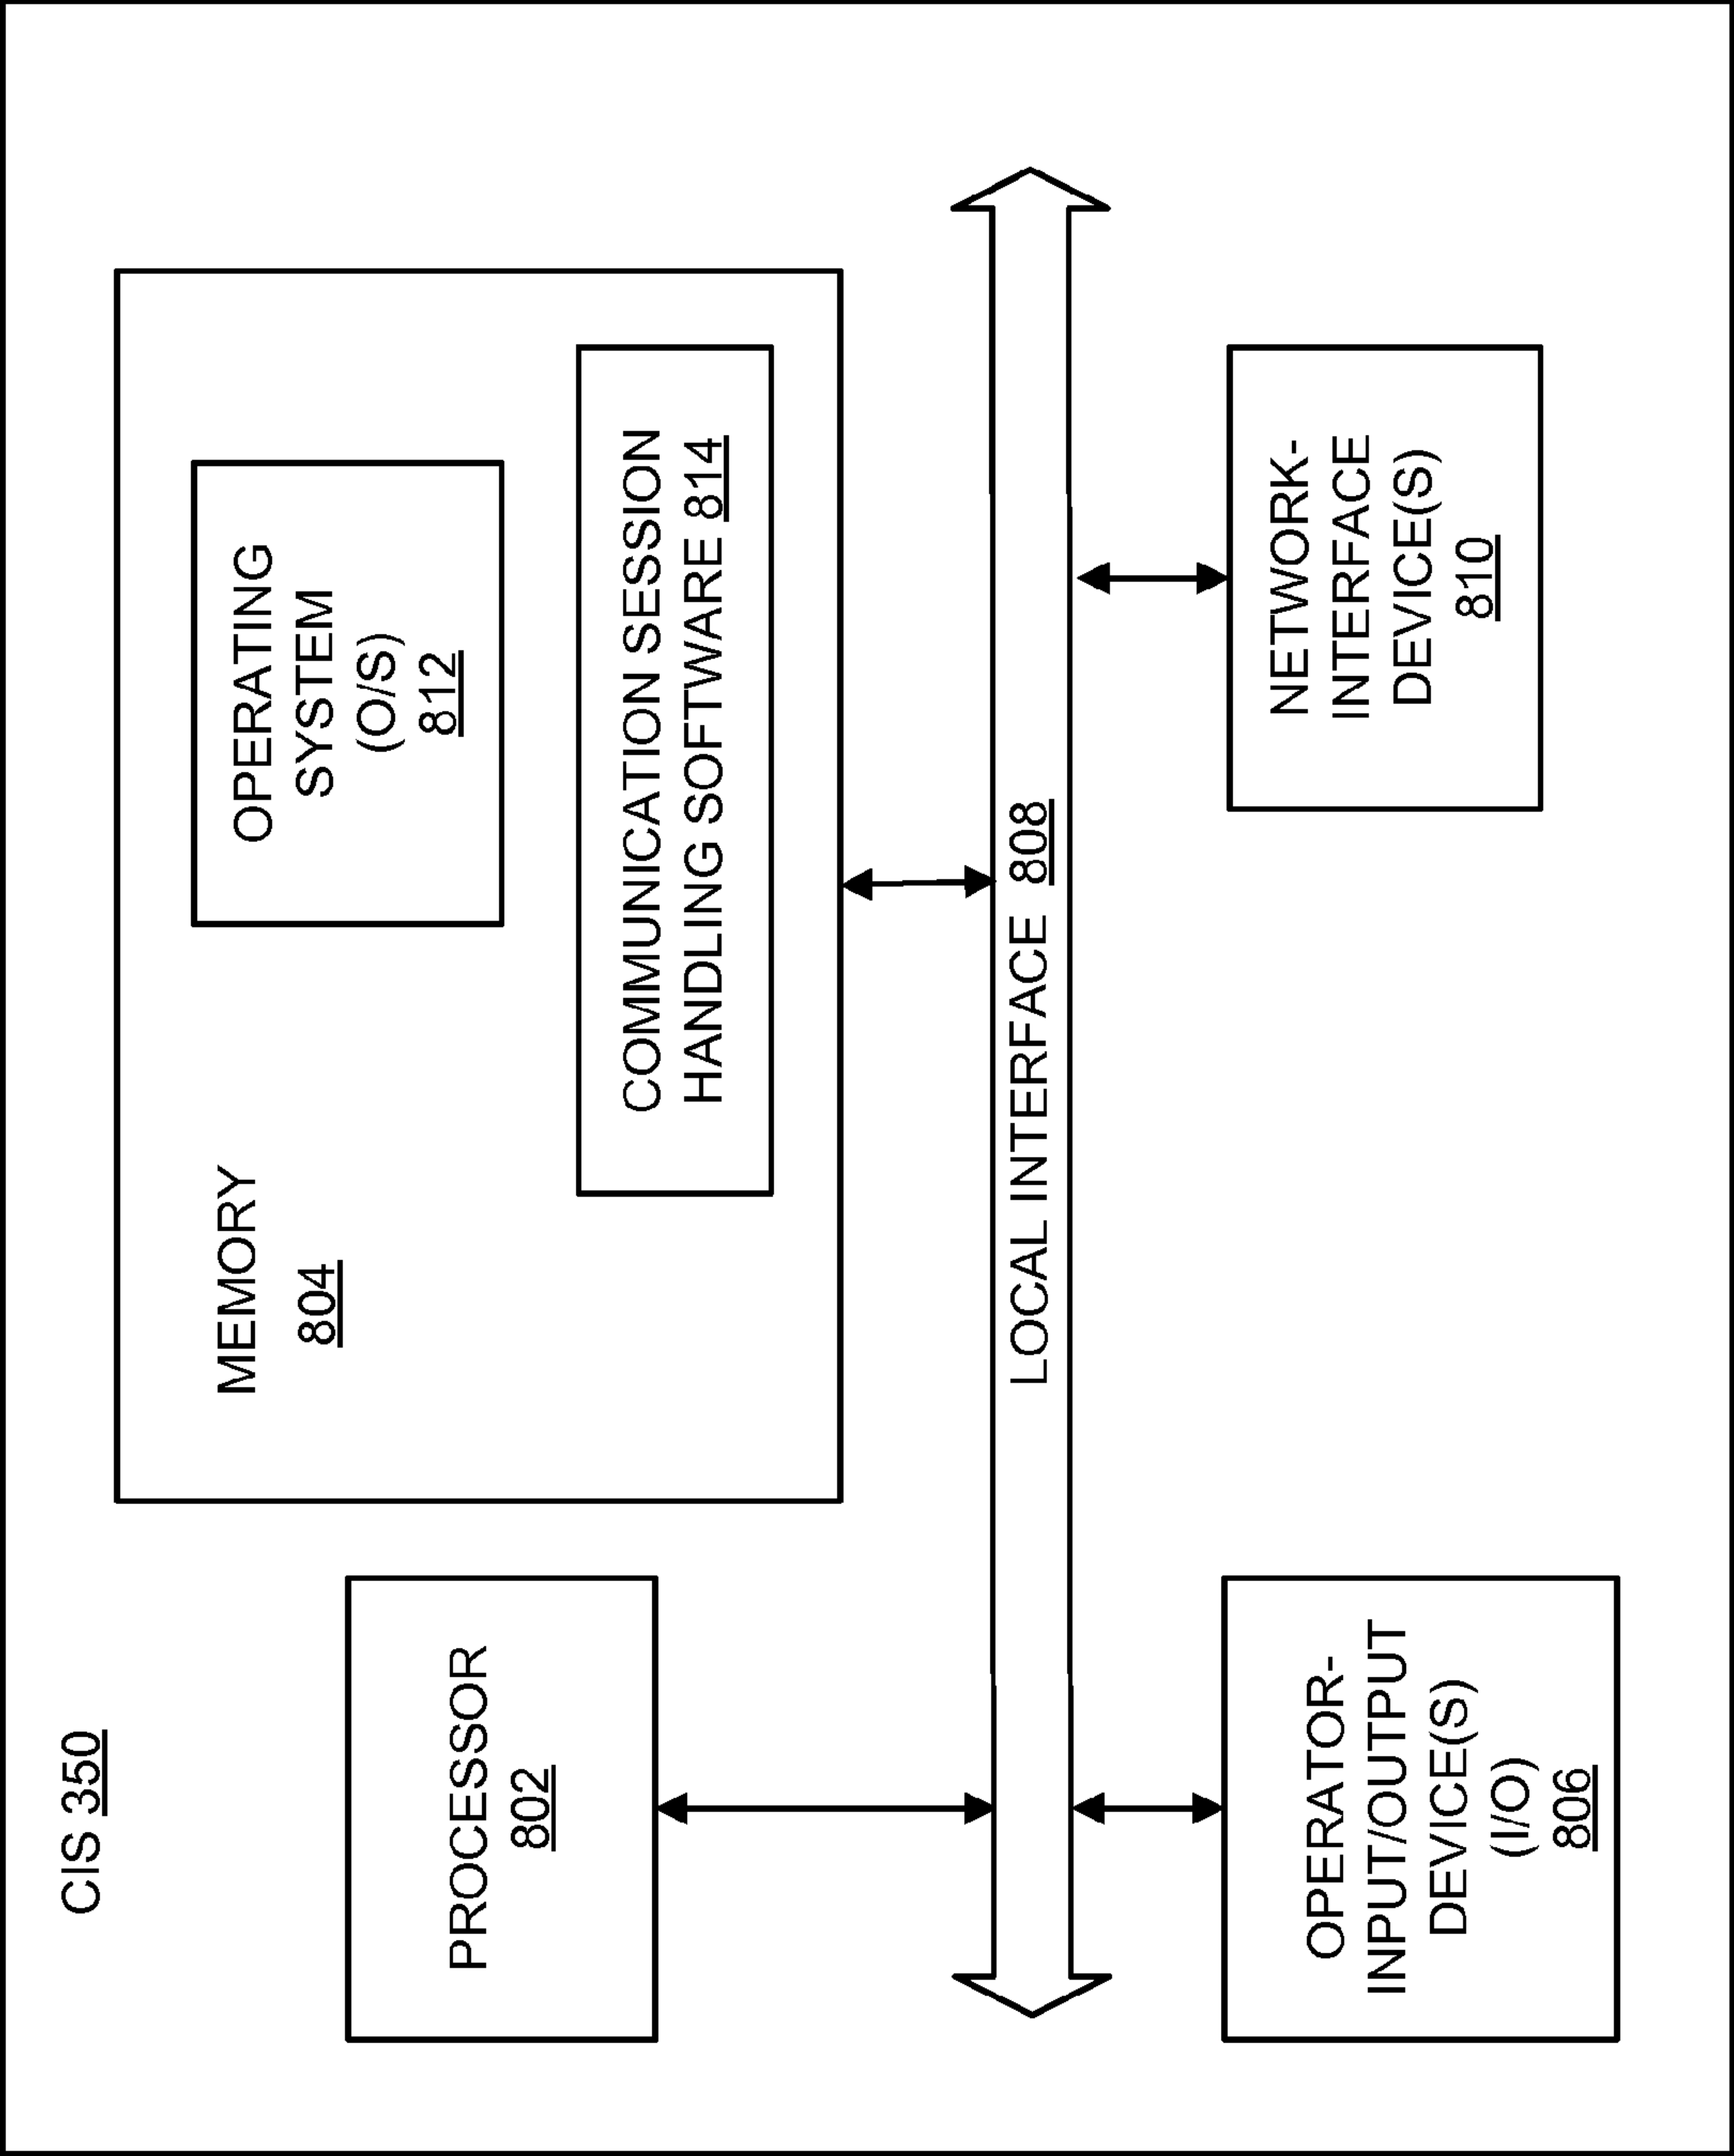 CIS 350
PROCESSOR
802
MEMORY
804
OPERATING
SYSTEM
(O/S)
812
COMMUNICATION SESSION
HANDLING SOFTWARE 814
LOCAL INTERFACE 808
OPERATOR-
INPUT/OUTPUT
DEVICE(S)
(I/O)
806
NETWORK-
INTERFACE
DEVICE(S)
810